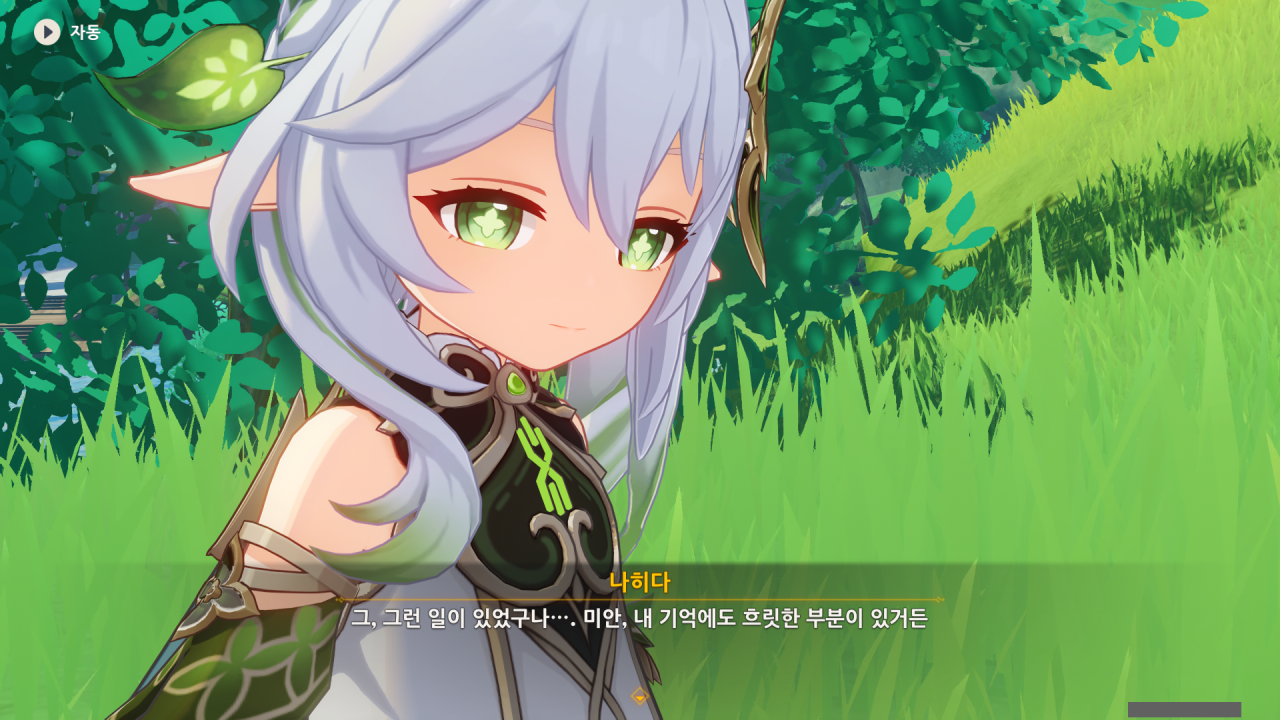 자동
나히다
그, 그런 일이 있었구나…. 미안, 내 기억에도 흐릿한 부분이 있거든